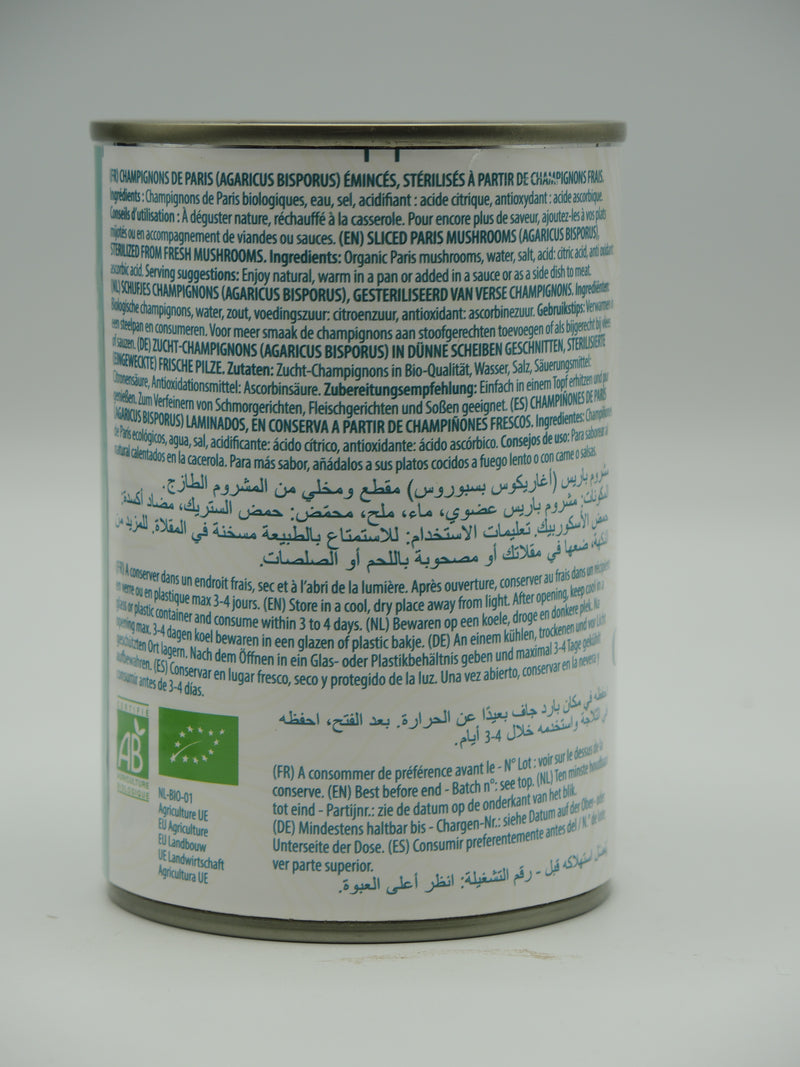 (FR) CHAMPIGNONS DE PARIS (AGARICUS BISPORUS) ÉMINCÉS, STÉRILISÉS À PARTIR DE CHAMPIGNONS FRAIS.
Ingrédients : Champignons de Paris biologiques, eau, sel, acidifiant : acide citrique, antioxydant : acide ascorbique.
Conseils d'utilisation : À déguster nature, réchauffé à la casserole. Pour encore plus de saveur, ajoutez-les à vos plats
mijotés ou en accompagnement de viandes ou sauces. (EN) SLICED PARIS MUSHROOMS (AGARICUS BISPORUS),
STERILIZED FROM FRESH MUSHROOMS. Ingredients: Organic Paris mushrooms, water, salt, acid: citric acid, anti oxidant
ascorbic acid. Serving suggestions: Enjoy natural, warm in a pan or added in a sauce or as a side dish to meat.
(NL) SCHIJFJES CHAMPIGNONS (AGARICUS BISPORUS), GESTERILISEERD VAN VERSE CHAMPIGNONS. Ingrediënten:
Biologische champignons, water, zout, voedingszuur: citroenzuur, antioxidant: ascorbinezuur. Gebruikstips: Verwarmen
een steelpan en consumeren. Voor meer smaak de champignons aan stoofgerechten toevoegen of als bijgerecht bij vlees
of sauzen. (DE) ZUCHT-CHAMPIGNONS (AGARICUS BISPORUS) IN DÜNNE SCHEIBEN GESCHNITTEN, STERILISIERTE
(EINGEWECKTE) FRISCHE PILZE. Zutaten: Zucht-Champignons in Bio-Qualität, Wasser, Salz, Säuerungsmittel:
Citronensäure, Antioxidationsmittel: Ascorbinsäure. Zubereitungsempfehlung: Einfach in einem Topf erhitzen und pur
genießen. Zum Verfeinern von Schmorgerichten, Fleischgerichten und Soßen geeignet. (ES) CHAMPIÑONES DE PARÍS
(AGARICUS BISPORUS) LAMINADOS, EN CONSERVA A PARTIR DE CHAMPIÑONES FRESCOS. Ingredientes: Champiñones
de París ecológicos, agua, sal, acidificante: ácido cítrico, antioxidante: ácido ascórbico. Consejos de uso: Para saborear al
natural calentados en la cacerola. Para más sabor, añádalos a sus platos cocidos a fuego lento o con carne o salsas.
مشروم باريس (أغاريكوس بسبوروس) مقطع ومخلي من المشروم الطازج.
المكونات: مشروم باريس عضوي، ماء، ملح، محمّض: حمض الستريك، مضاد أكسدة:
حمض الأسكوربيك. تعليمات الاستخدام: للاستمتاع بالطبيعة مسخنة في المقلاة. للمزيد من
النكهة، ضعها في مقلاتك أو مصحوبة باللحم أو الصلصات.
(FR) A conserver dans un endroit frais, sec et à l'abri de la lumière. Après ouverture, conserver au frais dans un récipient
en verre ou en plastique max 3-4 jours. (EN) Store in a cool, dry place away from light. After opening, keep cool in a
glass or plastic container and consume within 3 to 4 days. (NL) Bewaren op een koele, droge en donkere plek. Na
opening max. 3-4 dagen koel bewaren in een glazen of plastic bakje. (DE) An einem kühlen, trockenen und vor Licht
geschützten Ort lagern. Nach dem Öffnen in ein Glas- oder Plastikbehältnis geben und maximal 3-4 Tage gekühlt
aufbewahren. (ES) Conservar en lugar fresco, seco y protegido de la luz. Una vez abierto, conservar en la nevera y
consumir antes de 3-4 días.
حفظه في مكان بارد جاف بعيدًا عن الحرارة. بعد الفتح، احفظه
في الثلاجة واستخدمه خلال 4-3 أيام.
CERTIFIÉ
AB
AGRICULTURE
BIOLOGIQUE
NL-BIO-01
Agriculture UE
EU Agriculture
EU Landbouw
UE Landwirtschaft
Agricultura UE
(FR) A consommer de préférence avant le - N° Lot : voir sur le dessus de la
conserve. (EN) Best before end - Batch n°: see top. (NL) Ten minste houdbaar
tot eind - Partijnr.: zie de datum op de onderkant van het blik.
(DE) Mindestens haltbar bis - Chargen-Nr.: siehe Datum auf der Ober- oder
Unterseite der Dose. (ES) Consumir preferentemente antes del / N.° de lote:
ver parte superior.
يفضل استهلاكه قبل - رقم التشغيلة: انظر أعلى العبوة.